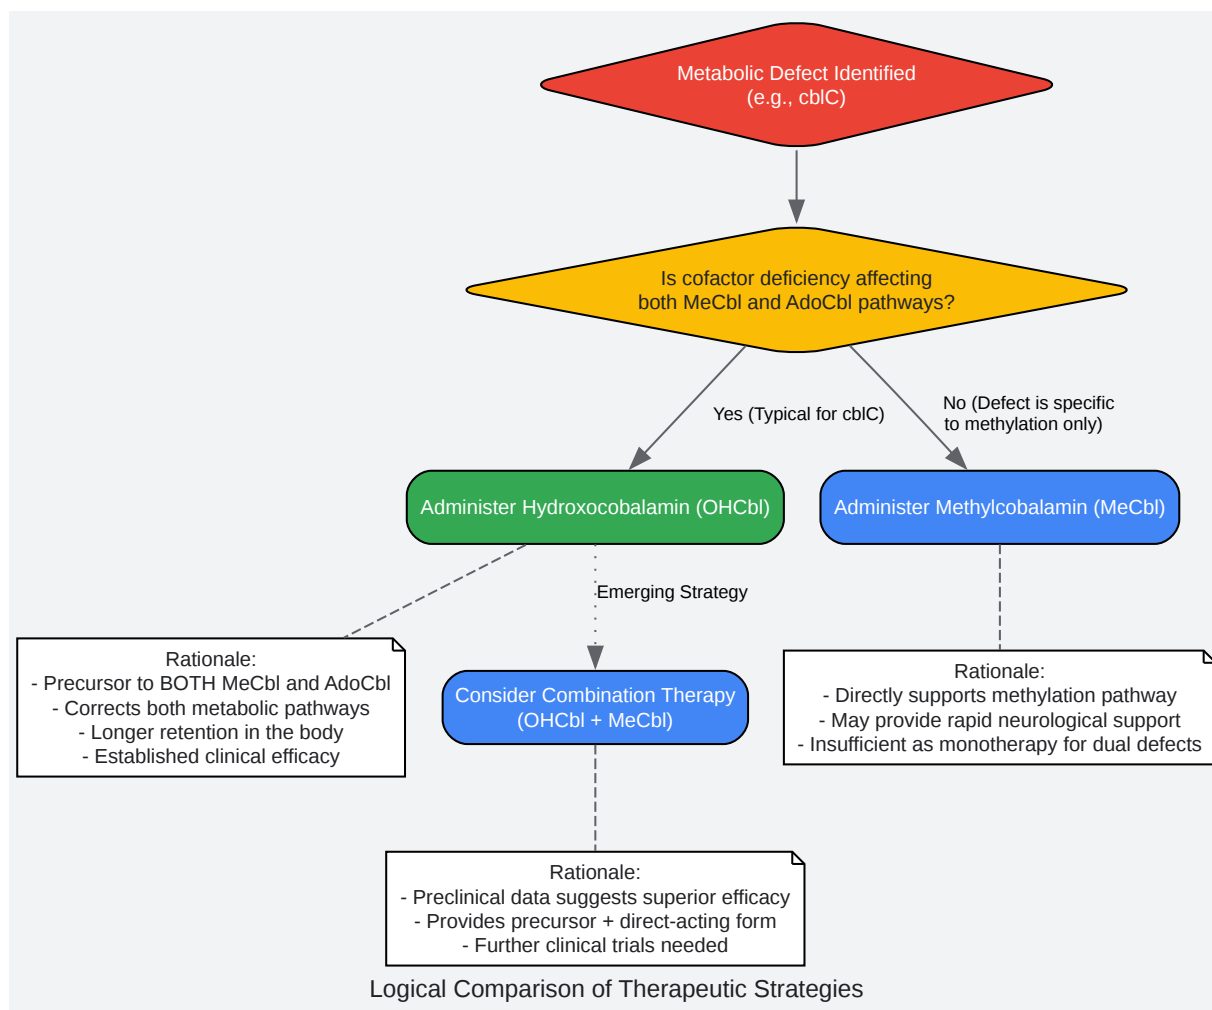 Metabolic Defect Identified
(e.g., cblC)
Is cofactor deficiency affecting
both MeCbl and AdoCbl pathways?
Yes (Typical for cblC)
No (Defect is specific
to methylation only)
Administer Hydroxocobalamin (OHCbl)
Administer Methylcobalamin (MeCbl)
Emerging Strategy
Rationale:
- Precursor to BOTH MeCbl and AdoCbl
- Corrects both metabolic pathways
- Longer retention in the body
- Established clinical efficacy
Consider Combination Therapy
(OHCbl + MeCbl)
Rationale:
- Directly supports methylation pathway
- May provide rapid neurological support
- Insufficient as monotherapy for dual defects
Rationale:
- Preclinical data suggests superior efficacy
- Provides precursor + direct-acting form
- Further clinical trials needed
Logical Comparison of Therapeutic Strategies